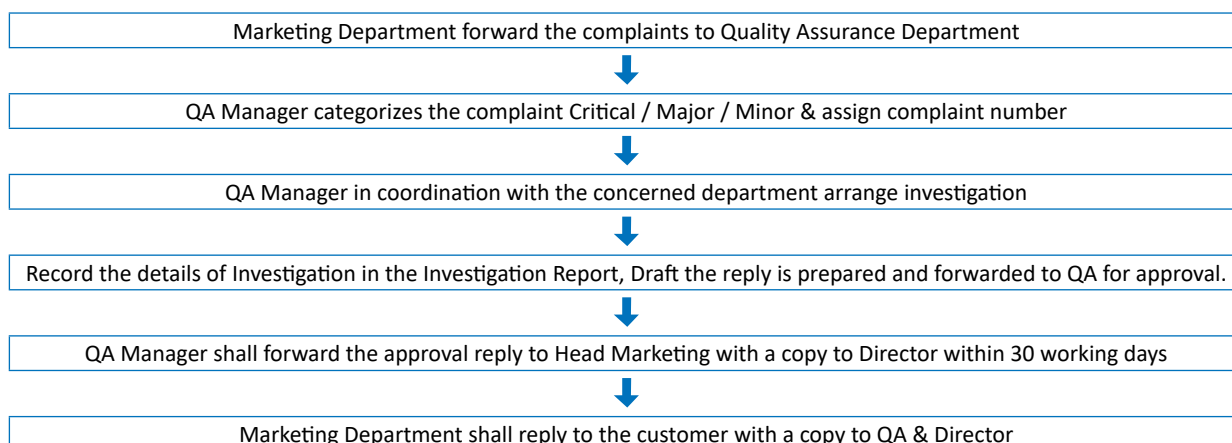 Marketing Department forward the complaints to Quality Assurance Department
QA Manager categorizes the complaint Critical / Major / Minor & assign complaint number
QA Manager in coordination with the concerned department arrange investigation
Record the details of Investigation in the Investigation Report, Draft the reply is prepared and forwarded to QA for approval.
QA Manager shall forward the approval reply to Head Marketing with a copy to Director within 30 working days
Marketing Department shall reply to the customer with a copy to QA & Director